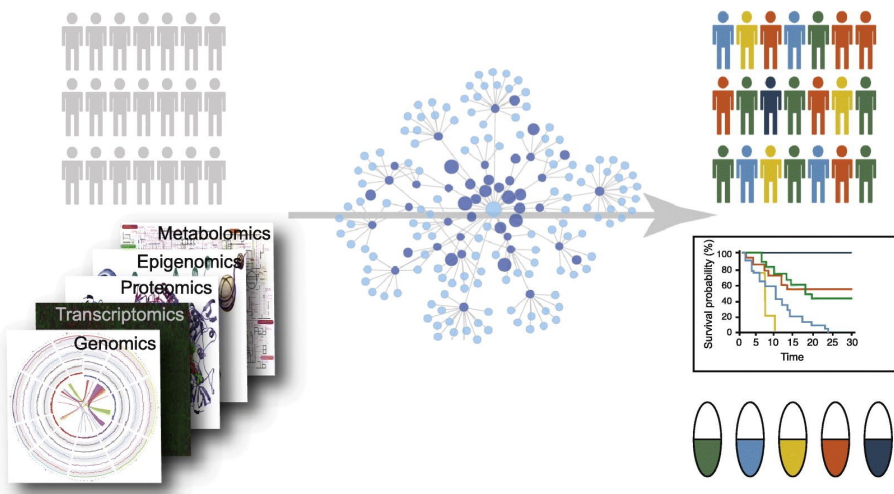 Metabolomics
Epigenomics
Proteomics
Transcriptomics
Genomics
Survival probability (%)
100
80
60
40
20
0
0 5 10 15 20 25 30
Time